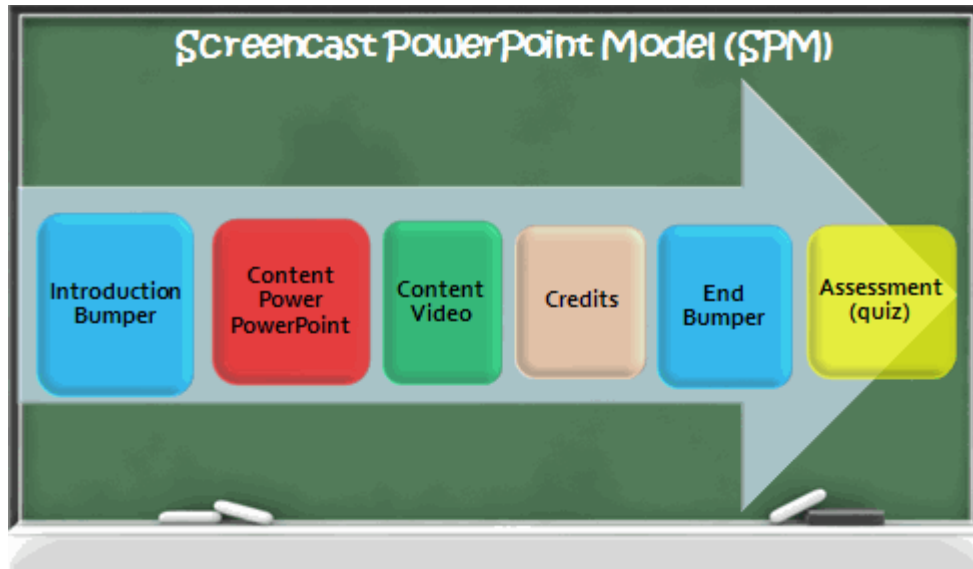 Screencast PowerPoint Model (SPM)
Introduction
Bumper
Content
Power
PowerPoint
Content
Video
Credits
End
Bumper
Assessment
(quiz)